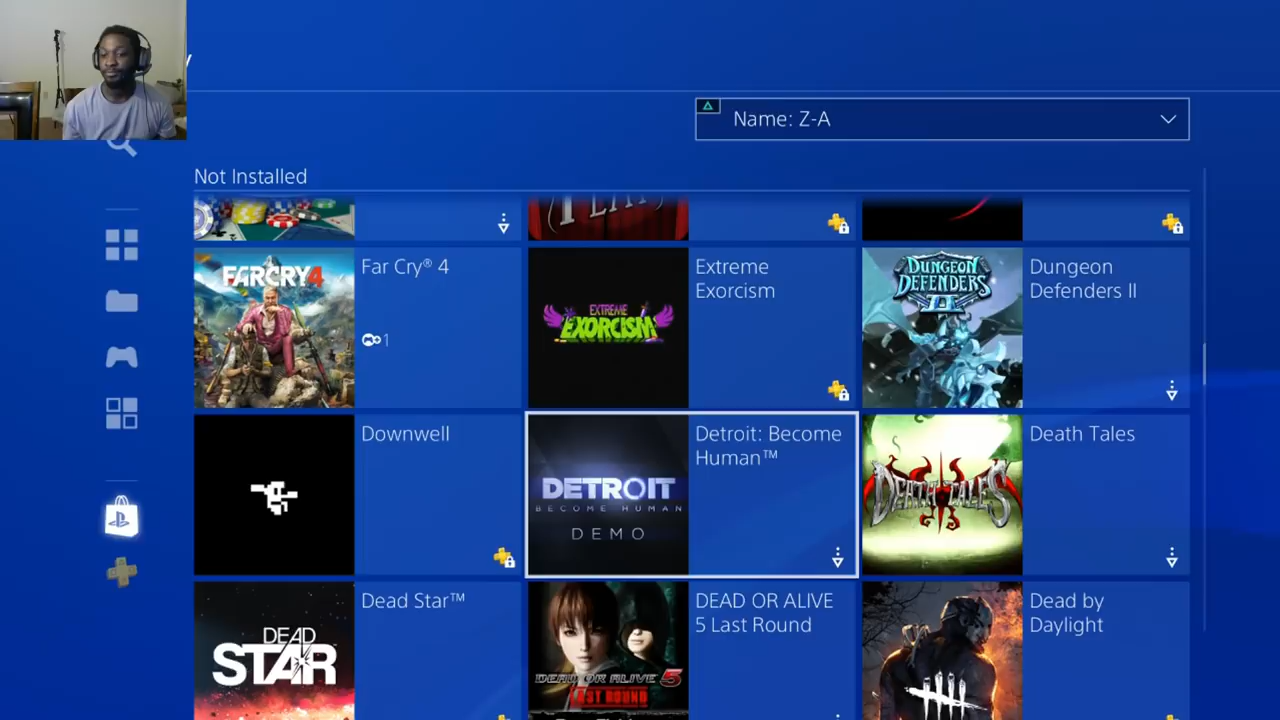 y
Name: Z-A
Not Installed
FARCRY4
Far Cry® 4
1
EXTREME
EXORCISM
Extreme
Exorcism
DUNGEON
DEFENDERS
II
Dungeon
Defenders II
Downwell
DETROIT
BECOME HUMAN
DEMO
Detroit: Become
Human™
DEATH TALES
Death Tales
DEAD
STAR
Dead Star™
DEAD OR ALIVE 5
LAST ROUND
DEAD OR ALIVE
5 Last Round
Dead by
Daylight